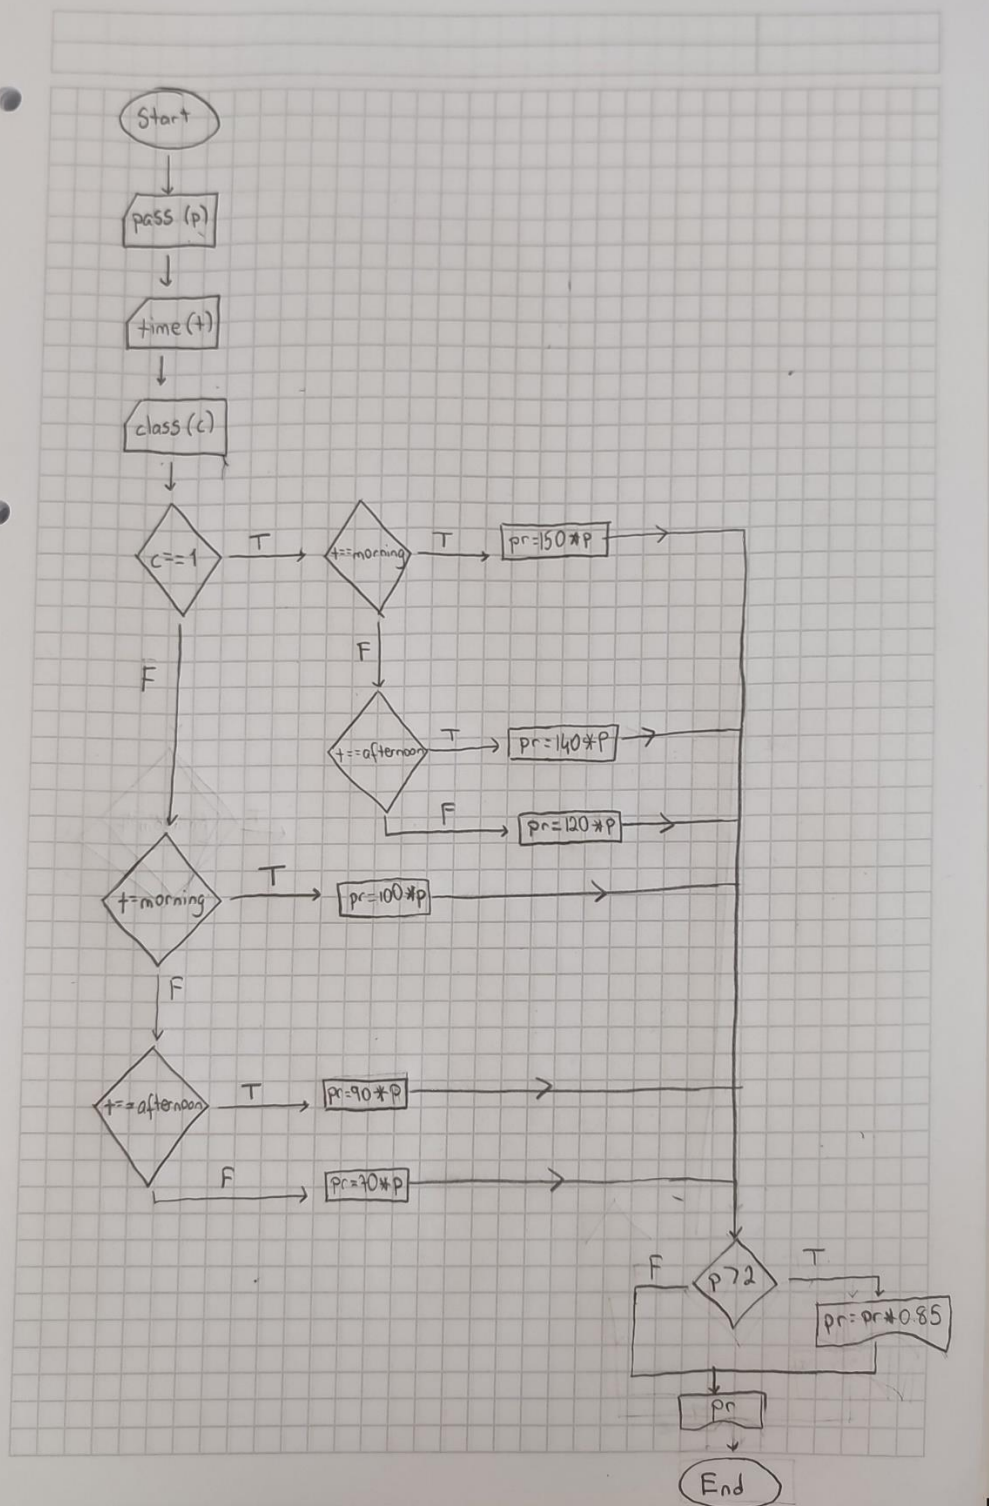 Start
pass (p)
time (t)
class (c)
c==1
T
t==morning
T
pr=150*p
F
F
t==afternoon
T
pr=140*p
F
pr=120*p
t=morning
T
pr=100*p
F
t==afternoon
T
pr=90*p
F
pr=70*p
F
p>2
T
pr=pr*0.85
pr
End